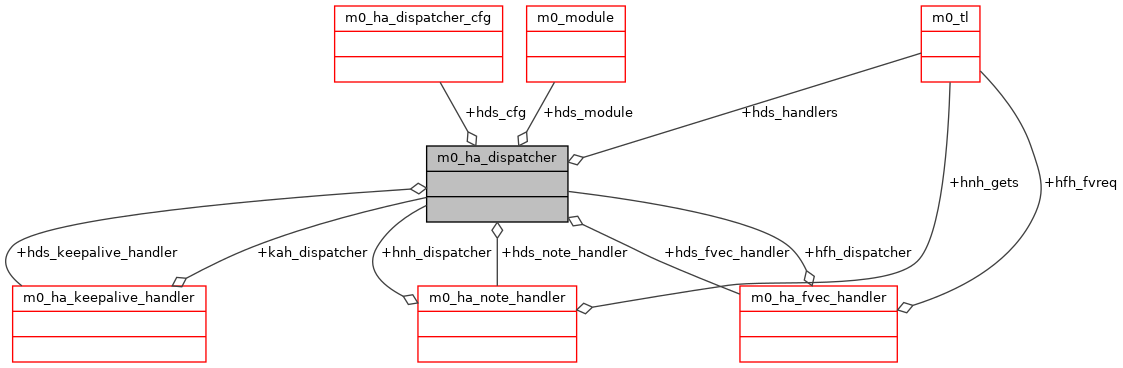 m0_ha_dispatcher_cfg
m0_module
m0_tl
+hds_cfg
+hds_module
+hds_handlers
m0_ha_dispatcher
+hnh_gets
+hfh_fvreq
+hds_keepalive_handler
+kah_dispatcher
+hnh_dispatcher
+hds_note_handler
+hds_fvec_handler
+hfh_dispatcher
m0_ha_keepalive_handler
m0_ha_note_handler
m0_ha_fvec_handler